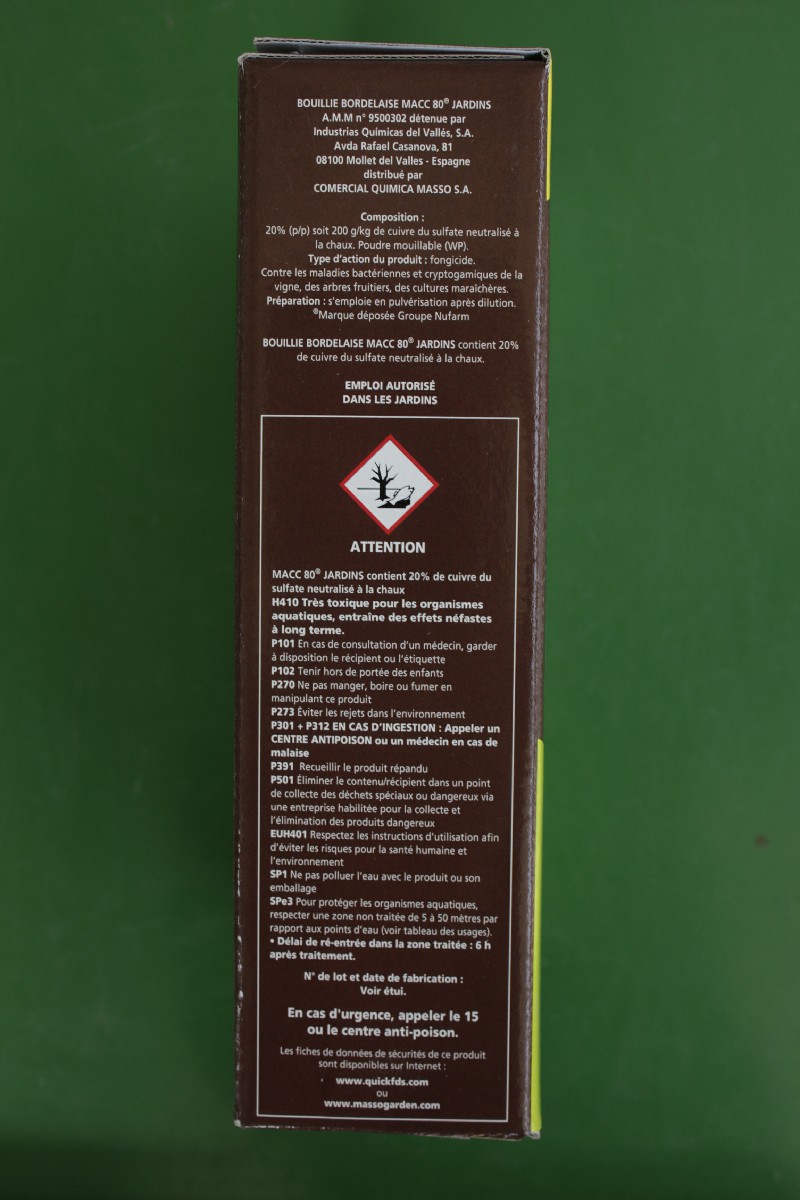 BOUILLIE BORDELAISE MACC 80® JARDINS
A.M.M n° 9500302 détenue par
Industrias Químicas del Vallés, S.A.
Avda Rafael Casanova, 81
08100 Mollet del Valles - Espagne
distribué par
COMERCIAL QUIMICA MASSO S.A.
Composition :
20% (p/p) soit 200 g/kg de cuivre du sulfate neutralisé à
la chaux. Poudre mouillable (WP).
Type d'action du produit : fongicide.
Contre les maladies bactériennes et cryptogamiques de la
vigne, des arbres fruitiers, des cultures maraîchères.
Préparation : s'emploie en pulvérisation après dilution.
®Marque déposée Groupe Nufarm
BOUILLIE BORDELAISE MACC 80® JARDINS contient 20%
de cuivre du sulfate neutralisé à la chaux.
EMPLOI AUTORISÉ
DANS LES JARDINS
ATTENTION
MACC 80® JARDINS contient 20% de cuivre du
sulfate neutralisé à la chaux
H410 Très toxique pour les organismes
aquatiques, entraîne des effets néfastes
à long terme.
P101 En cas de consultation d'un médecin, garder
à disposition le récipient ou l'étiquette
P102 Tenir hors de portée des enfants
P270 Ne pas manger, boire ou fumer en
manipulant ce produit
P273 Éviter les rejets dans l'environnement
P301 + P312 EN CAS D'INGESTION : Appeler un
CENTRE ANTIPOISON ou un médecin en cas de
malaise
P391 Recueillir le produit répandu
P501 Éliminer le contenu/récipient dans un point
de collecte des déchets spéciaux ou dangereux via
une entreprise habilitée pour la collecte et
l'élimination des produits dangereux
EUH401 Respectez les instructions d'utilisation afin
d'éviter les risques pour la santé humaine et
l'environnement
SP1 Ne pas polluer l'eau avec le produit ou son
emballage
SPe3 Pour protéger les organismes aquatiques,
respecter une zone non traitée de 5 à 50 mètres par
rapport aux points d'eau (voir tableau des usages).
• Délai de ré-entrée dans la zone traitée : 6 h
après traitement.
N° de lot et date de fabrication :
Voir étui.
En cas d'urgence, appeler le 15
ou le centre anti-poison.
Les fiches de données de sécurités de ce produit
sont disponibles sur Internet :
www.quickfds.com
ou
www.massogarden.com